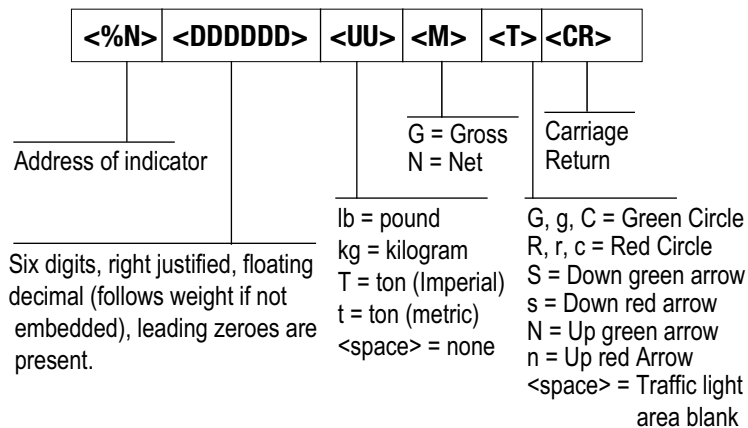 <%N> <DDDDDD> <UU> <M> <T> <CR>
Address of indicator
G = Gross
N = Net
Carriage
Return
Six digits, right justified, floating
decimal (follows weight if not
embedded), leading zeroes are
present.
lb = pound
kg = kilogram
T = ton (Imperial)
t = ton (metric)
<space> = none
G, g, C = Green Circle
R, r, c = Red Circle
S = Down green arrow
s = Down red arrow
N = Up green arrow
n = Up red Arrow
<space> = Traffic light
area blank